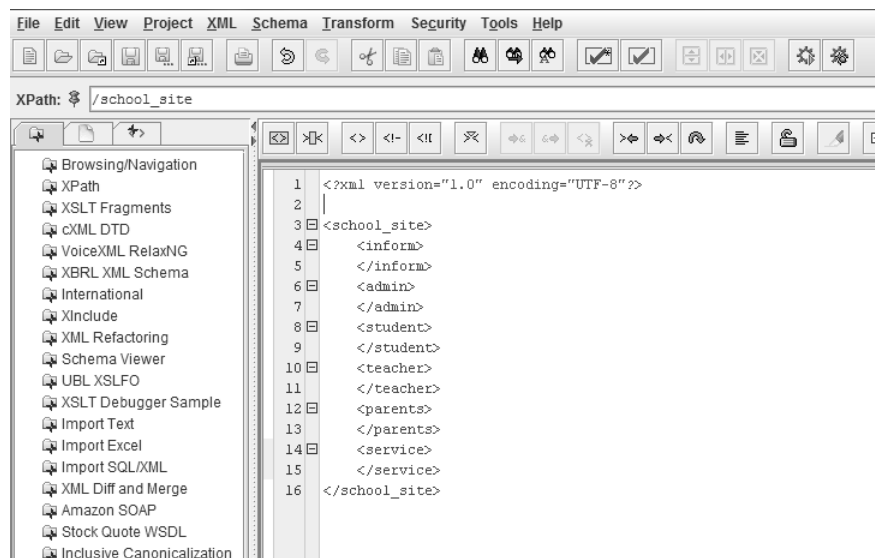 File Edit View Project XML Schema Transform Security Tools Help
XPath: /school_site
Browsing/Navigation
XPath
XSLT Fragments
cXML DTD
VoiceXML RelaxNG
XBRL XML Schema
International
XInclude
XML Refactoring
Schema Viewer
UBL XSLFO
XSLT Debugger Sample
Import Text
Import Excel
Import SQL/XML
XML Diff and Merge
Amazon SOAP
Stock Quote WSDL
Inclusive Canonicalization
1 <?xml version="1.0" encoding="UTF-8"?>
2
3 <school_site>
4 <inform>
5 </inform>
6 <admin>
7 </admin>
8 <student>
9 </student>
10 <teacher>
11 </teacher>
12 <parents>
13 </parents>
14 <service>
15 </service>
16 </school_site>